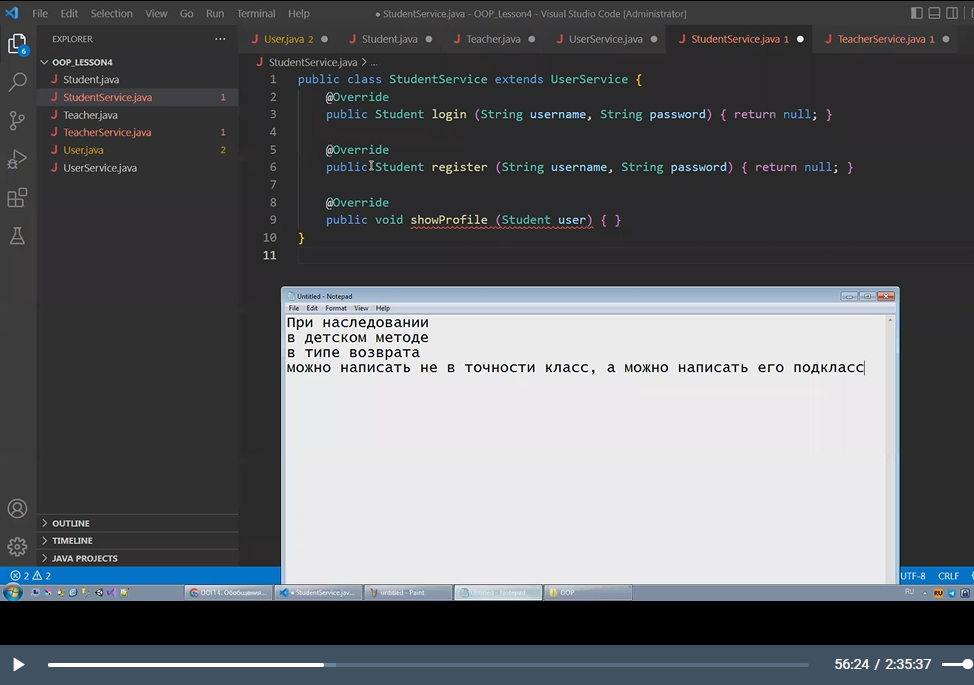 File Edit Selection View Go Run Terminal Help
● StudentService.java - OOP_Lesson4 - Visual Studio Code [Administrator]
EXPLORER ...
User.java 2 ●
Student.java ●
Teacher.java ●
UserService.java ●
StudentService.java 1 ●
TeacherService.java 1 ●
6
OOP_LESSON4
Student.java
StudentService.java 1
Teacher.java
TeacherService.java 1
User.java 2
UserService.java
StudentService.java > ...
1 public class StudentService extends UserService {
2 @Override
3 public Student login (String username, String password) { return null; }
4
5 @Override
6 public Student register (String username, String password) { return null; }
7
8 @Override
9 public void showProfile (Student user) { }
10 }
11
Untitled - Notepad
File Edit Format View Help
При наследовании
в детском методе
в типе возврата
можно написать не в точности класс, а можно написать его подкласс
OUTLINE
TIMELINE
JAVA PROJECTS
2 2
UTF-8 CRLF
ООП 4. Обобщения...
● StudentService.jav...
untitled - Paint
Untitled - Notepad
OOP
RU
RU
56:24 / 2:35:37